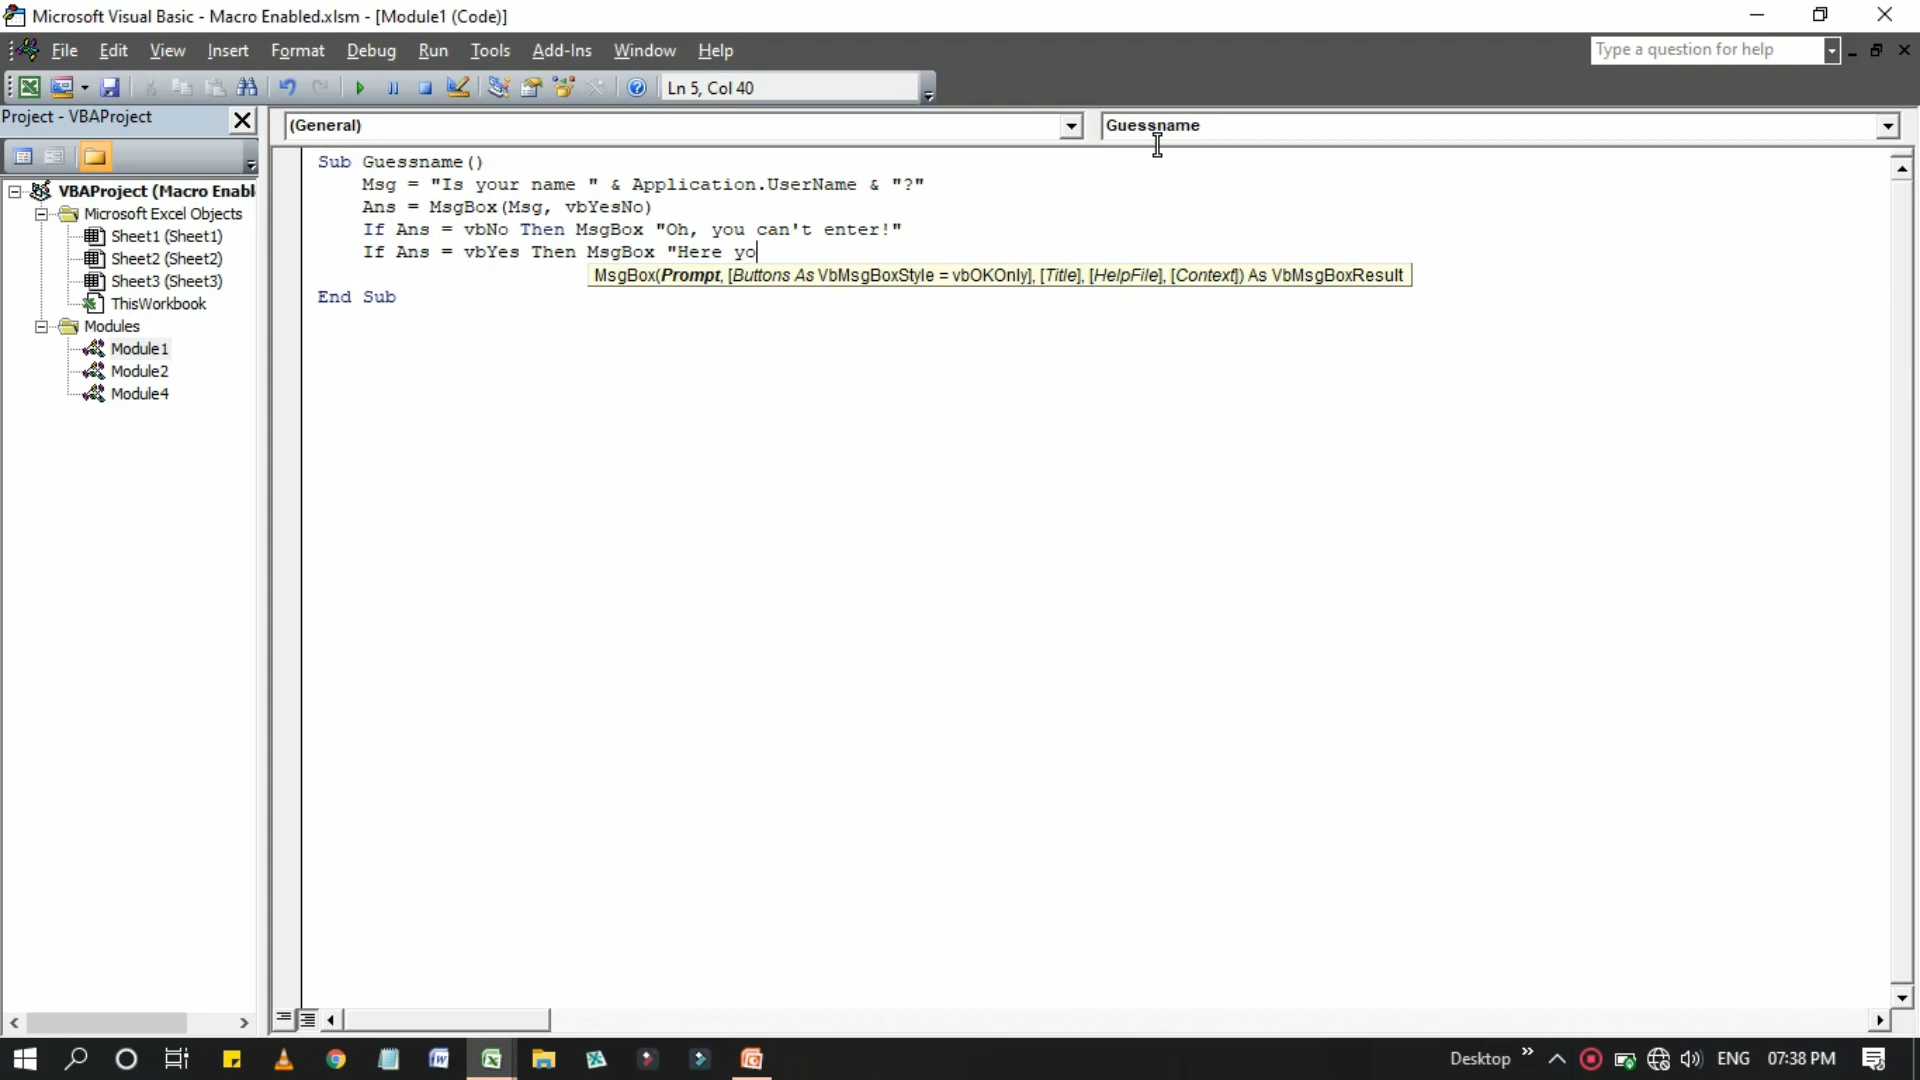 Microsoft Visual Basic - Macro Enabled.xlsm - [Module1 (Code)]
File Edit View Insert Format Debug Run Tools Add-Ins Window Help
Type a question for help
Ln 5, Col 40
Project - VBAProject
(General)
Guessname
VBAProject (Macro Enabl
Microsoft Excel Objects
Sheet1 (Sheet1)
Sheet2 (Sheet2)
Sheet3 (Sheet3)
ThisWorkbook
Modules
Module1
Module2
Module4
Sub Guessname()
Msg = "Is your name " & Application.UserName & "?"
Ans = MsgBox(Msg, vbYesNo)
If Ans = vbNo Then MsgBox "Oh, you can't enter!"
If Ans = vbYes Then MsgBox "Here yo
MsgBox(Prompt, [Buttons As VbMsgBoxStyle = vbOKOnly], [Title], [HelpFile], [Context]) As VbMsgBoxResult
End Sub
Desktop » ENG 07:38 PM